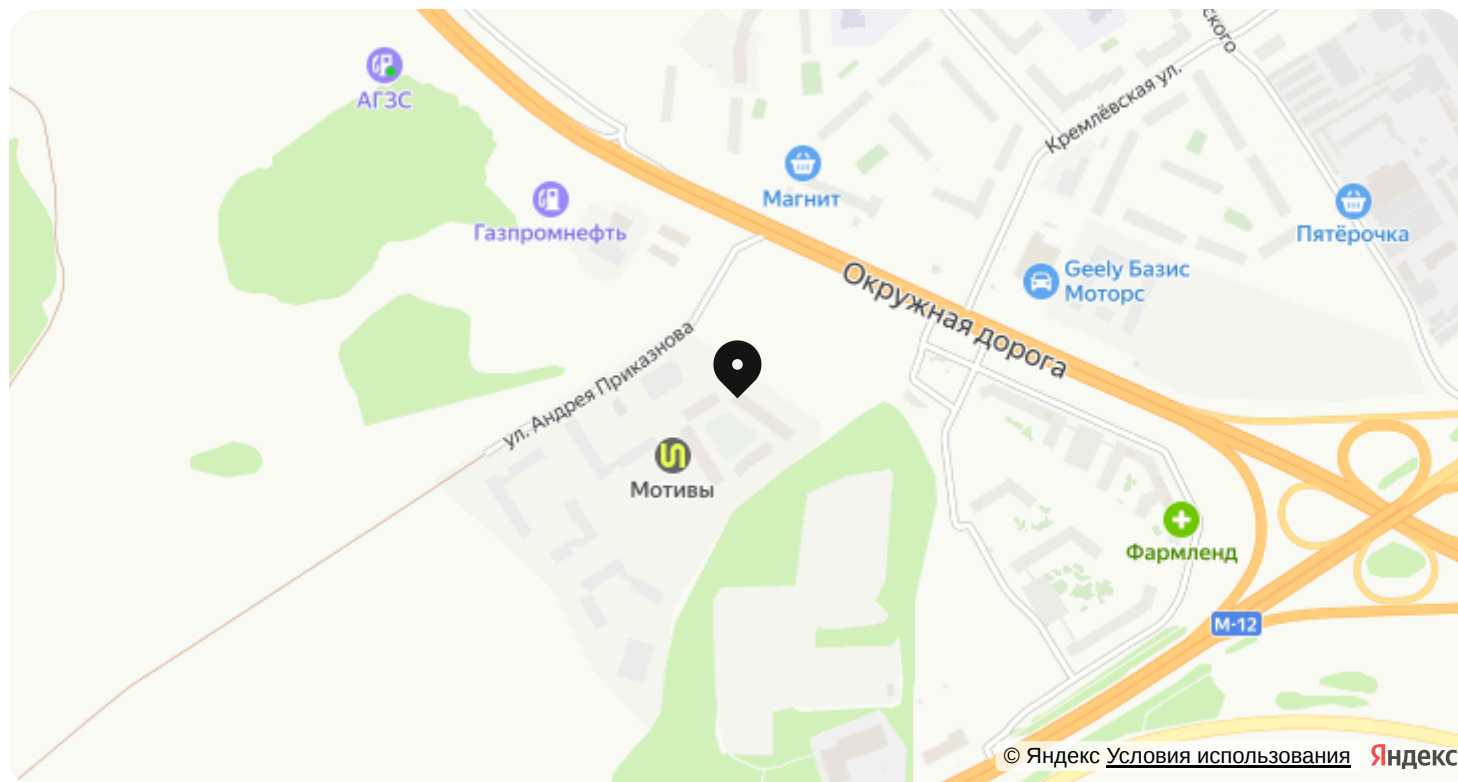 ского
АГЗС
Кремлёвская ул.
Магнит
Газпромнефть
Пятёрочка
Geely Базис
Моторс
Окружная дорога
ул. Андрея Приказнова
Мотивы
Фармленд
М-12
© Яндекс Условия использования Яндекс